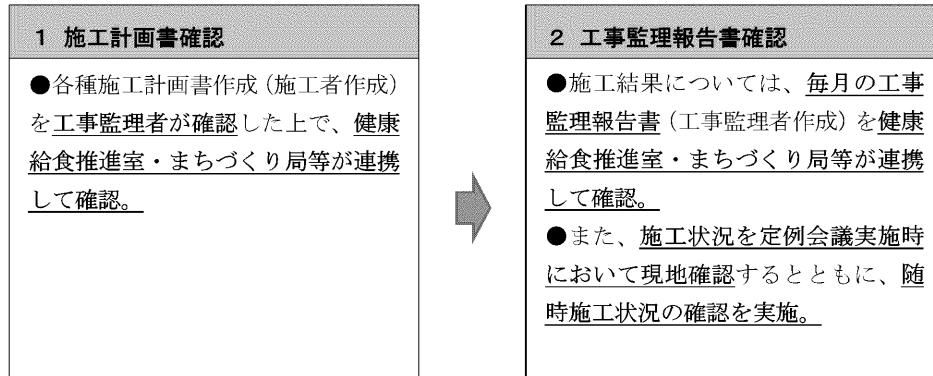 1 施工計画書確認
●各種施工計画書作成（施工者作成）
を工事監理者が確認した上で、健康
給食推進室・まちづくり局等が連携
して確認。
2 工事監理報告書確認
●施工結果については、毎月の工事
監理報告書（工事監理者作成）を健康
給食推進室・まちづくり局等が連携
して確認。
●また、施工状況を定例会議実施時
において現地確認するとともに、随
時施工状況の確認を実施。